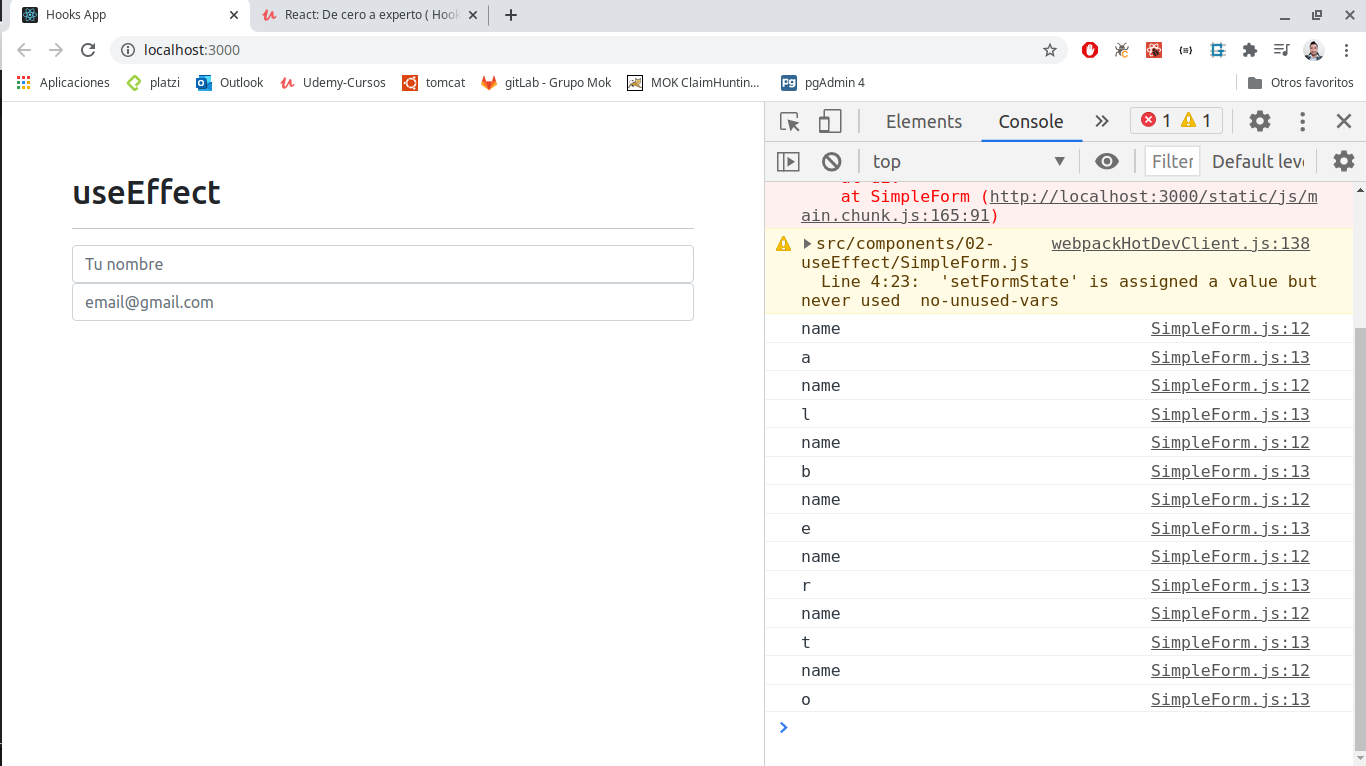 Hooks App
React: De cero a experto ( Hook
localhost:3000
Aplicaciones
platzi
Outlook
Udemy-Cursos
tomcat
gitLab - Grupo Mok
MOK ClaimHuntin...
pgAdmin 4
Otros favoritos
useEffect
Tu nombre
email@gmail.com
Elements
Console
1
1
top
Filter
Default leve
at SimpleForm (http://localhost:3000/static/js/m
ain.chunk.js:165:91)
src/components/02-
webpackHotDevClient.js:138
useEffect/SimpleForm.js
Line 4:23:  'setFormState' is assigned a value but
never used  no-unused-vars
name SimpleForm.js:12
a SimpleForm.js:13
name SimpleForm.js:12
l SimpleForm.js:13
name SimpleForm.js:12
b SimpleForm.js:13
name SimpleForm.js:12
e SimpleForm.js:13
name SimpleForm.js:12
r SimpleForm.js:13
name SimpleForm.js:12
t SimpleForm.js:13
name SimpleForm.js:12
o SimpleForm.js:13